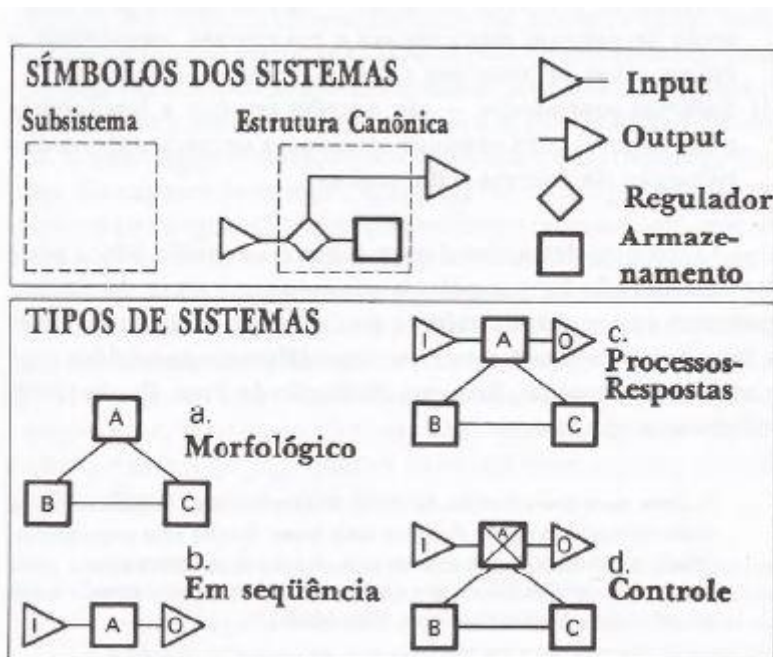 SÍMBOLOS DOS SISTEMAS
Subsistema
Estrutura Canônica
Input
Output
Regulador
Armaze-
namento
TIPOS DE SISTEMAS
A
B
C
a.
Morfológico
b.
Em seqüência
I
A
O
I
A
O
c.
Processos-
Respostas
B
C
I
A
O
d.
Controle
B
C